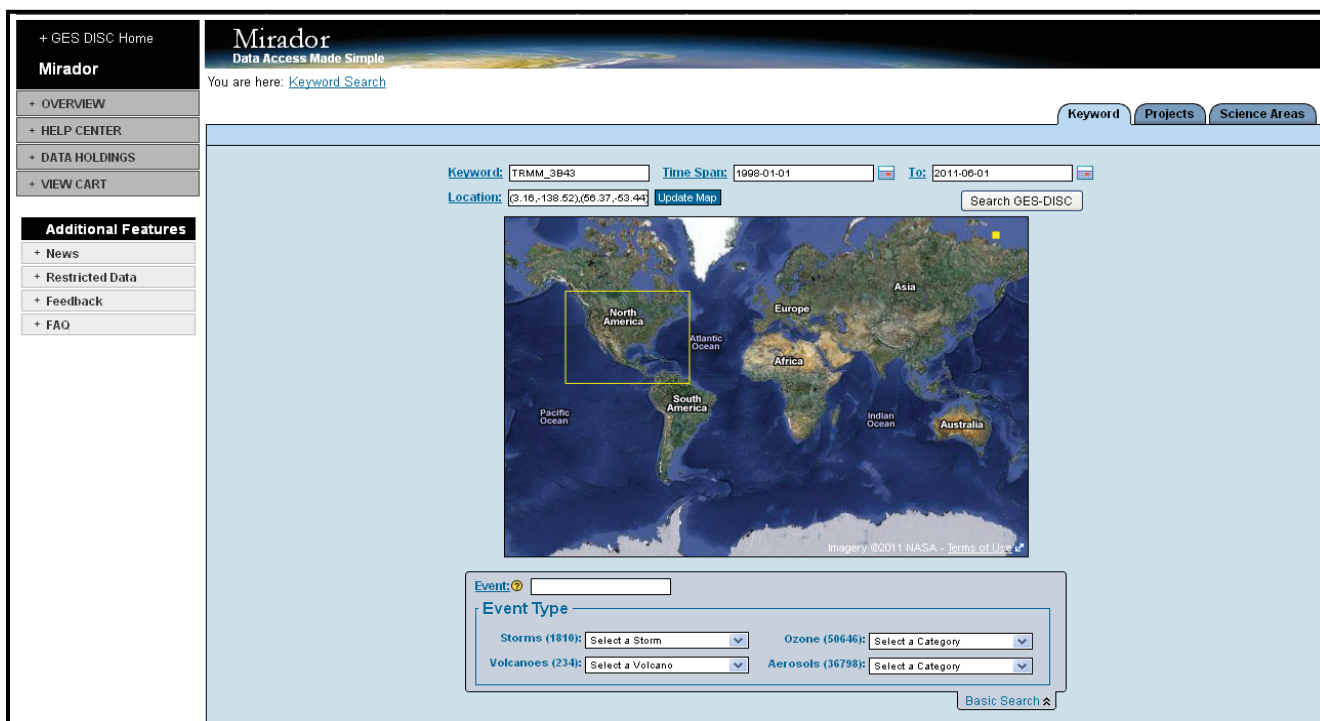 + GES DISC Home
Mirador
+ OVERVIEW
+ HELP CENTER
+ DATA HOLDINGS
+ VIEW CART
Additional Features
+ News
+ Restricted Data
+ Feedback
+ FAQ
Mirador
Data Access Made Simple
You are here: Keyword Search
Keyword Projects Science Areas
Keyword: TRMM_3B43 Time Span: 1998-01-01 To: 2011-06-01
Location: (3.16,-138.52),(56.37,-53.44) Update Map Search GES-DISC
North
America
Atlantic
Ocean
Europe
Asia
Africa
South
America
Pacific
Ocean
Indian
Ocean
Australia
Imagery ©2011 NASA - Terms of Use
Event:? 
Event Type
Storms (1810): Select a Storm Ozone (50646): Select a Category
Volcanoes (234): Select a Volcano Aerosols (36798): Select a Category
Basic Search